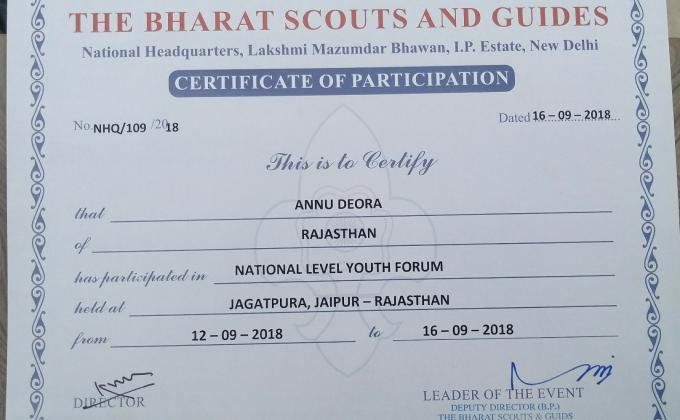 THE BHARAT SCOUTS AND GUIDES
National Headquarters, Lakshmi Mazumdar Bhawan, I.P. Estate, New Delhi
CERTIFICATE OF PARTICIPATION
No. NHQ/109 /2018 Dated 16 – 09 – 2018
This is to Certify
that ANNU DEORA
of RAJASTHAN
has participated in NATIONAL LEVEL YOUTH FORUM
held at JAGATPURA, JAIPUR – RAJASTHAN
from 12 – 09 – 2018 to 16 – 09 – 2018
DIRECTOR
LEADER OF THE EVENT
DEPUTY DIRECTOR (B.P.)
THE BHARAT SCOUTS & GUIDS